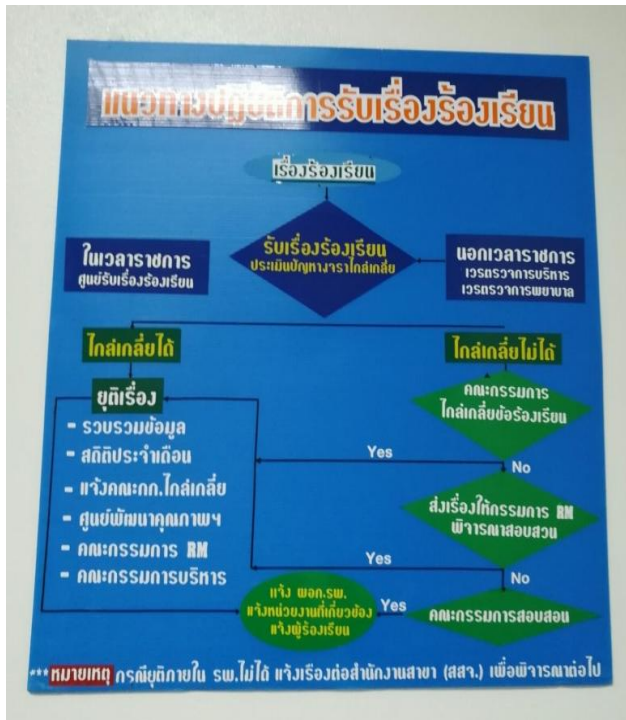 แนวทางปฏิบัติการรับเรื่องร้องเรียน
เรื่องร้องเรียน
รับเรื่องร้องเรียน
ประเมินปัญหาเจราไกล่เกลี่ย
ในเวลาราชการ
ศูนย์รับเรื่องร้องเรียน
นอกเวลาราชการ
เวรตรวจการบริหาร
เวรตรวจการพยาบาล
ไกล่เกลี่ยได้
ไกล่เกลี่ยไม่ได้
ยุติเรื่อง
- รวบรวมข้อมูล
- สถิติประจำเดือน
- แจ้งคณะกก.ไกล่เกลี่ย
- ศูนย์พัฒนาคุณภาพฯ
- คณะกรรมการ RM
- คณะกรรมการบริหาร
คณะกรรมการ
ไกล่เกลี่ยข้อร้องเรียน
Yes
No
ส่งเรื่องให้กรรมการ RM
พิจารณาสอบสวน
Yes
No
แจ้ง ผอก.รพ.
แจ้งหน่วยงานที่เกี่ยวข้อง
แจ้งผู้ร้องเรียน
Yes
คณะกรรมการสอบสอน
***หมายเหตุ กรณียุติภายใน รพ.ไม่ได้ แจ้งเรื่องต่อสำนักงานสาขา (สสจ.) เพื่อพิจารณาต่อไป